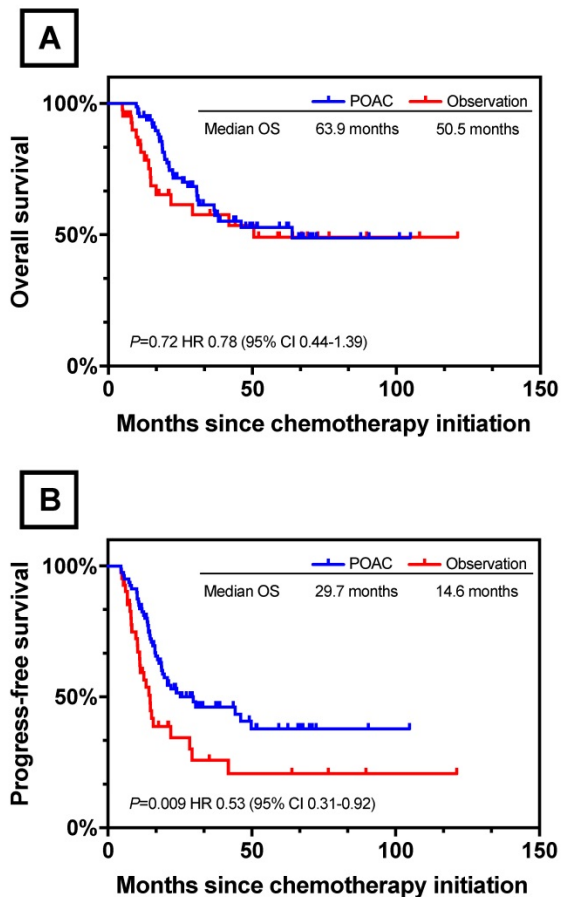 A
POAC Observation
Median OS 63.9 months 50.5 months
100%
50%
0%
Overall survival
P=0.72 HR 0.78 (95% CI 0.44-1.39)
0 50 100 150
Months since chemotherapy initiation
B
POAC Observation
Median OS 29.7 months 14.6 months
100%
50%
0%
Progress-free survival
P=0.009 HR 0.53 (95% CI 0.31-0.92)
0 50 100 150
Months since chemotherapy initiation